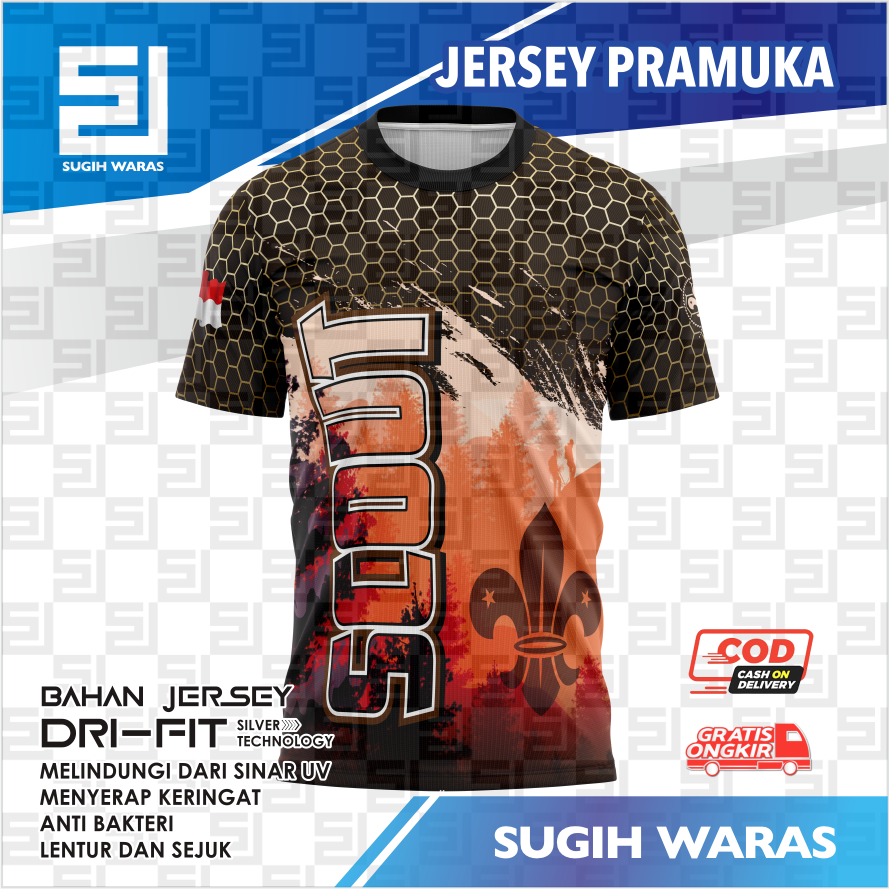 JERSEY PRAMUKA
SUGIH WARAS
SCOUT
COD
CASH ON
DELIVERY
BAHAN JERSEY
DRI-FIT SILVER
TECHNOLOGY
GRATIS
ONGKIR
MELINDUNGI DARI SINAR UV
MENYERAP KERINGAT
ANTI BAKTERI
LENTUR DAN SEJUK
SUGIH WARAS